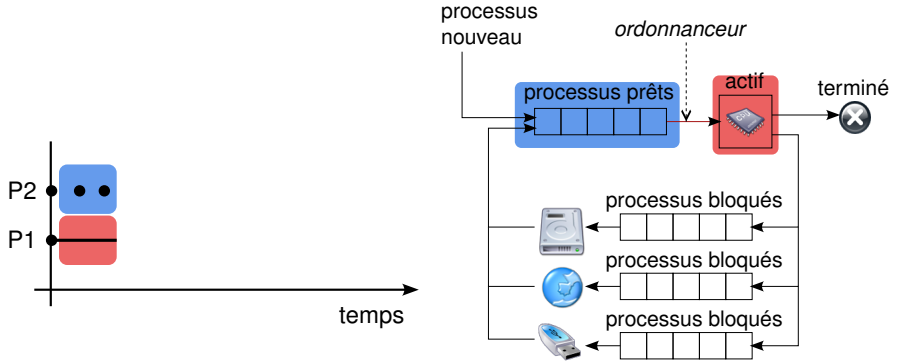 processus
nouveau
ordonnanceur
processus prêts
actif
terminé
P2
P1
temps
processus bloqués
processus bloqués
processus bloqués